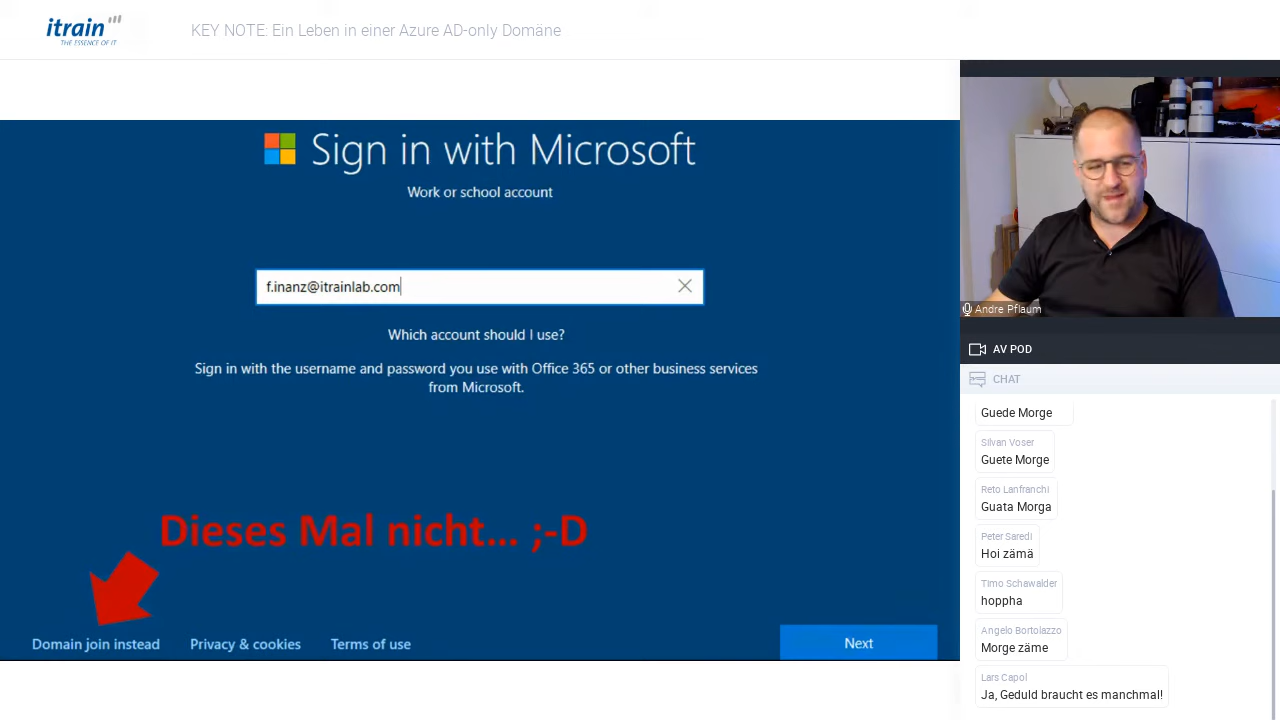 itrain
THE ESSENCE OF IT
KEY NOTE: Ein Leben in einer Azure AD-only Domäne
Sign in with Microsoft
Work or school account
f.inanz@itrainlab.com
Which account should I use?
Sign in with the username and password you use with Office 365 or other business services
from Microsoft.
Dieses Mal nicht... ;-D
Domain join instead
Privacy & cookies
Terms of use
Next
Andre Pflaum
AV POD
CHAT
Guede Morge
Silvan Voser
Guete Morge
Reto Lanfranchi
Guata Morga
Peter Saredi
Hoi zämä
Timo Schawalder
hoppha
Angelo Bortolazzo
Morge zäme
Lars Capol
Ja, Geduld braucht es manchmal!